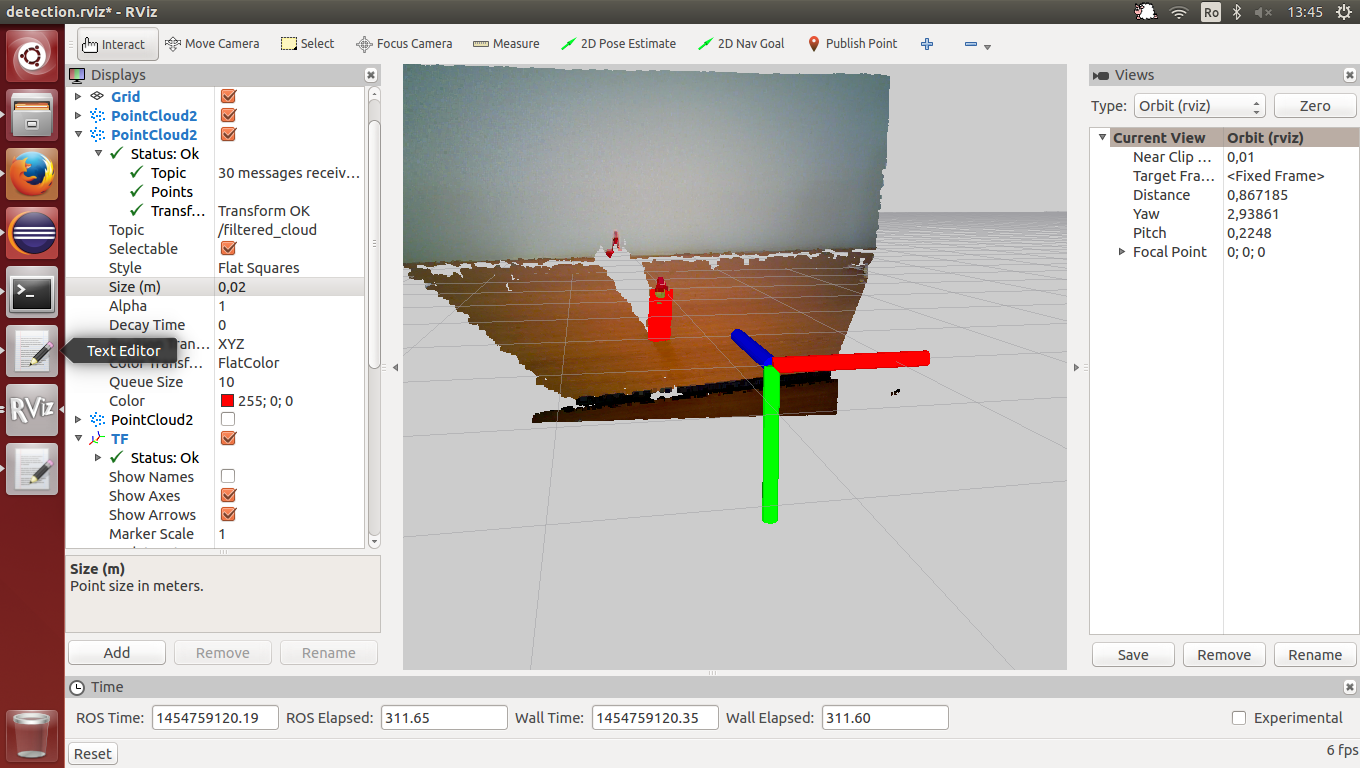 detection.rviz* - RViz
Ro
13:45
Interact
Move Camera
Select
Focus Camera
Measure
2D Pose Estimate
2D Nav Goal
Publish Point
Displays
Grid
PointCloud2
PointCloud2
Status: Ok
Topic 30 messages receiv…
Points
Transf… Transform OK
Topic /filtered_cloud
Selectable
Style Flat Squares
Size (m) 0,02
Alpha 1
Decay Time 0
XYZ
FlatColor
Queue Size 10
Color 255; 0; 0
PointCloud2
TF
Status: Ok
Show Names
Show Axes
Show Arrows
Marker Scale 1
Text Editor
RViz
Size (m)
Point size in meters.
Add
Remove
Rename
Views
Type: Orbit (rviz) Zero
Current View Orbit (rviz)
Near Clip … 0,01
Target Fra… <Fixed Frame>
Distance 0,867185
Yaw 2,93861
Pitch 0,2248
Focal Point 0; 0; 0
Save
Remove
Rename
Time
ROS Time: 1454759120.19 ROS Elapsed: 311.65 Wall Time: 1454759120.35 Wall Elapsed: 311.60 Experimental
Reset
6 fps